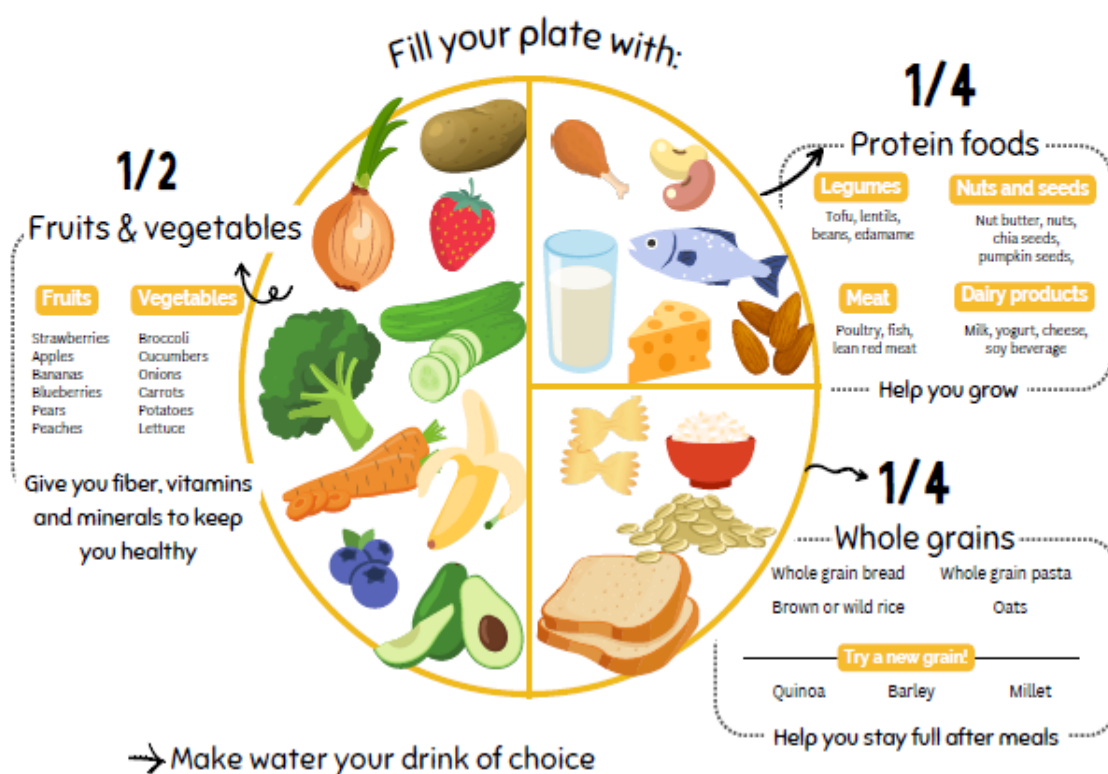 Fill your plate with:
1/2
Fruits & vegetables
Fruits
Strawberries
Apples
Bananas
Blueberries
Pears
Peaches
Vegetables
Broccoli
Cucumbers
Onions
Carrots
Potatoes
Lettuce
Give you fiber, vitamins
and minerals to keep
you healthy
1/4
Protein foods
Legumes
Tofu, lentils,
beans, edamame
Nuts and seeds
Nut butter, nuts,
chia seeds,
pumpkin seeds,
Meat
Poultry, fish,
lean red meat
Dairy products
Milk, yogurt, cheese,
soy beverage
Help you grow
1/4
Whole grains
Whole grain bread
Whole grain pasta
Brown or wild rice
Oats
Try a new grain!
Quinoa
Barley
Millet
Help you stay full after meals
Make water your drink of choice